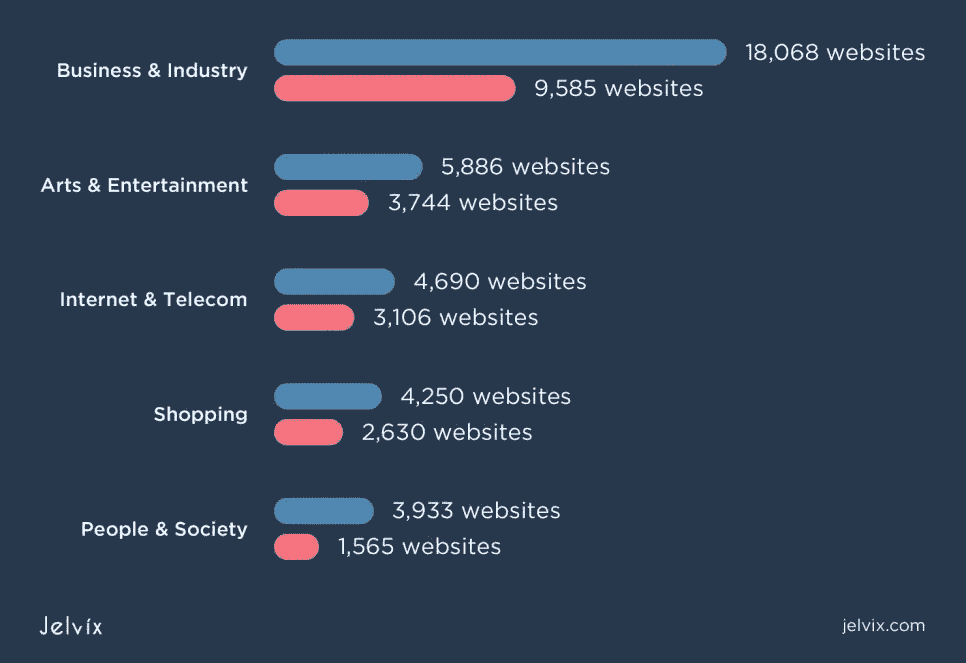 Business & Industry
18,068 websites
9,585 websites
Arts & Entertainment
5,886 websites
3,744 websites
Internet & Telecom
4,690 websites
3,106 websites
Shopping
4,250 websites
2,630 websites
People & Society
3,933 websites
1,565 websites
Jelvix
jelvix.com